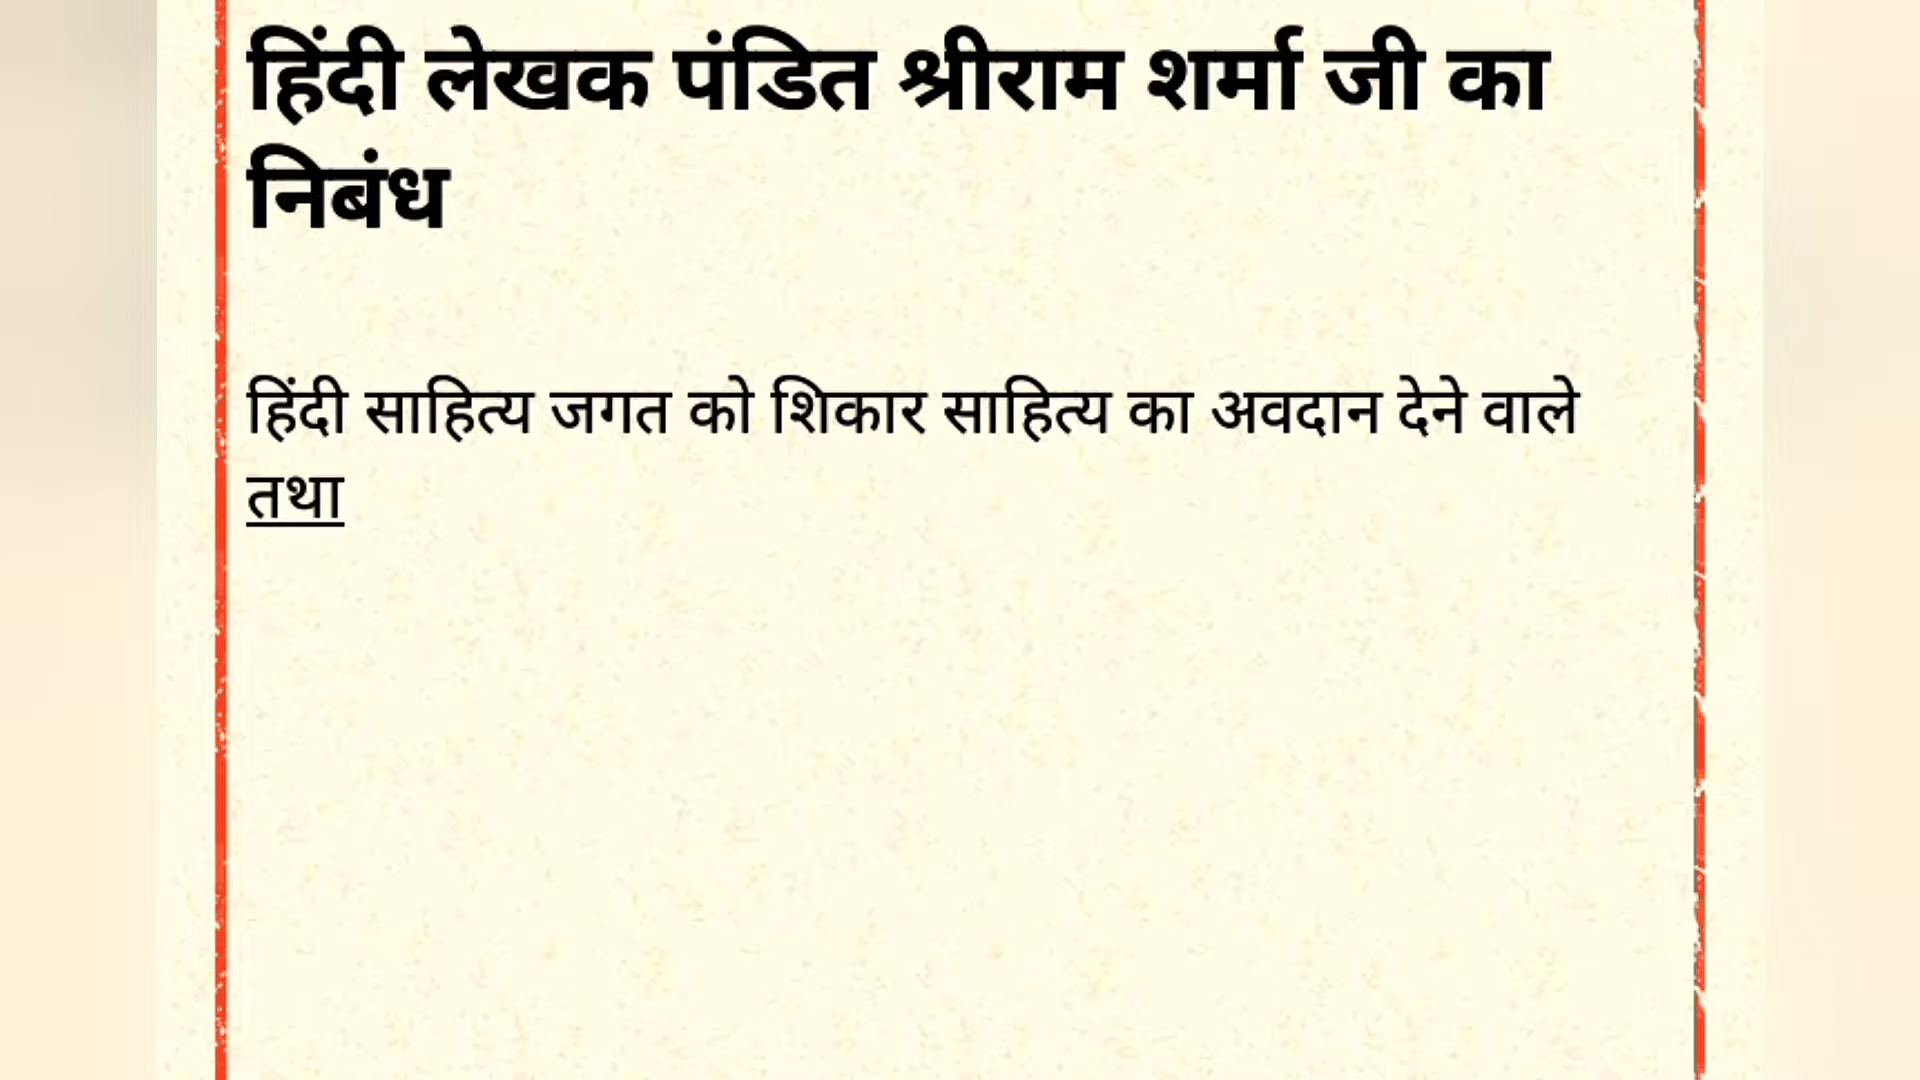 हिंदी लेखक पंडित श्रीराम शर्मा जी का
निबंध
हिंदी साहित्य जगत को शिकार साहित्य का अवदान देने वाले
तथा